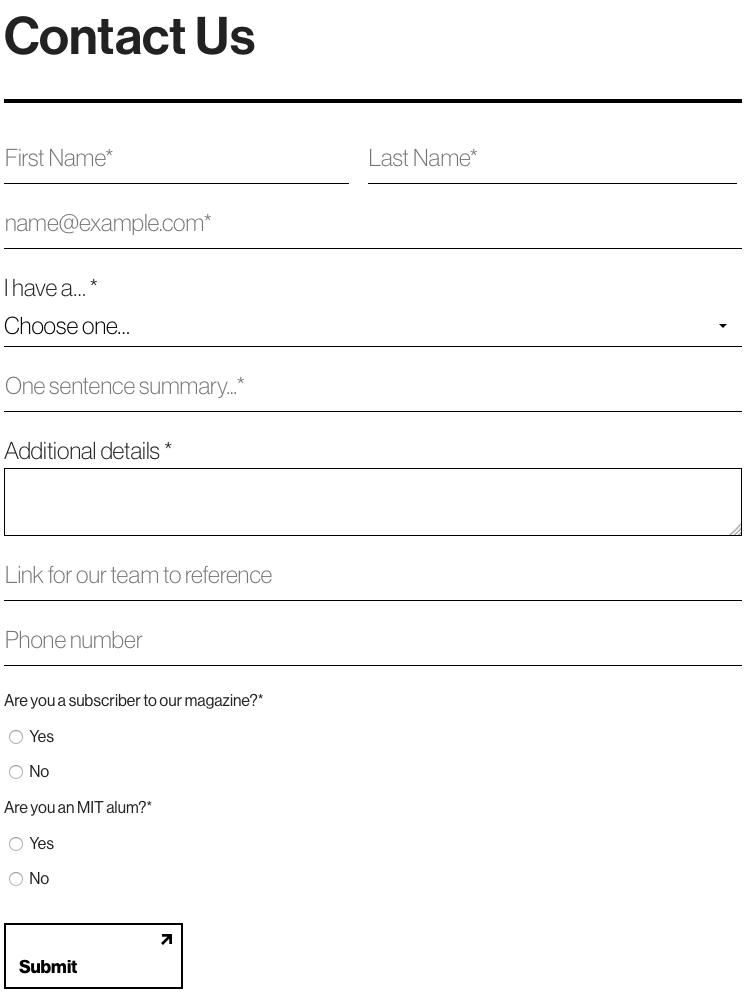 Contact Us
First Name* Last Name*
name@example.com*
I have a... *
Choose one...
One sentence summary...*
Additional details *
Link for our team to reference
Phone number
Are you a subscriber to our magazine?*
Yes
No
Are you an MIT alum?*
Yes
No
Submit